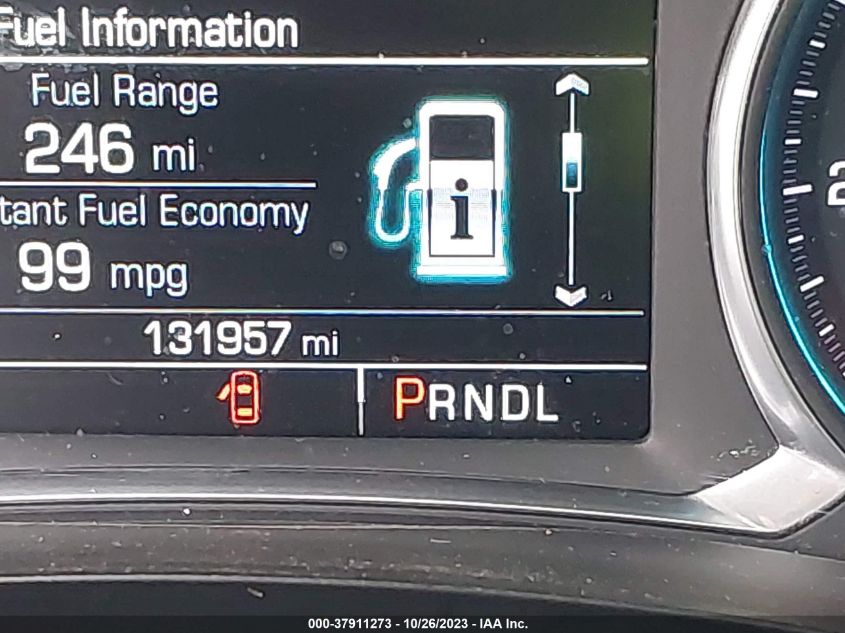 Fuel Information
Fuel Range
246 mi
tant Fuel Economy
99 mpg
i
131957 mi
PRNDL
000-37911273 - 10/26/2023 - IAA Inc.